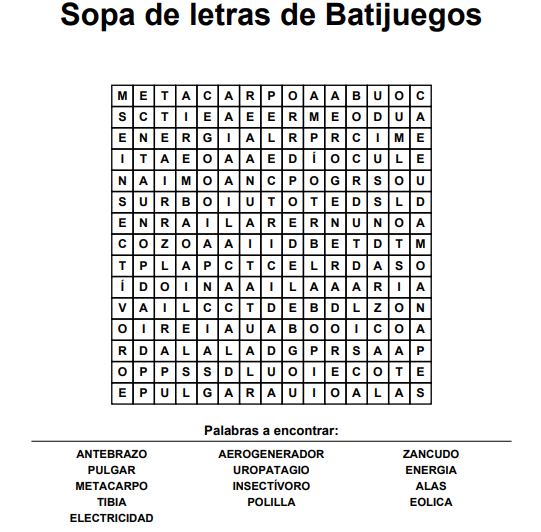 Sopa de letras de Batijuegos
M E T A C A R P O A A B U O C
S C T I E A E E R M E O D U A
E N E R G I A L R P R C I M E
I T A E O A A E D Í O C U L E
N A I M O A N C P O G R S O U
S U R B O I U T O T E D S L D
E N R A I L A R E R N U N O A
C O Z O A A I I D B E T D T M
T P L A P C T C E L R D A S O
Í D O I N A A I L A A A R I A
V A I L C C T D E B D L Z O N
O I R E I A U A B O O I C O A
R D A L A L A D G P R S A A P
O P P S S D L U O I E C O T E
E P U L G A R A U I O A L A S
Palabras a encontrar:
ANTEBRAZO AEROGENERADOR ZANCUDO
PULGAR UROPATAGIO ENERGIA
METACARPO INSECTÍVORO ALAS
TIBIA POLILLA EOLICA
ELECTRICIDAD